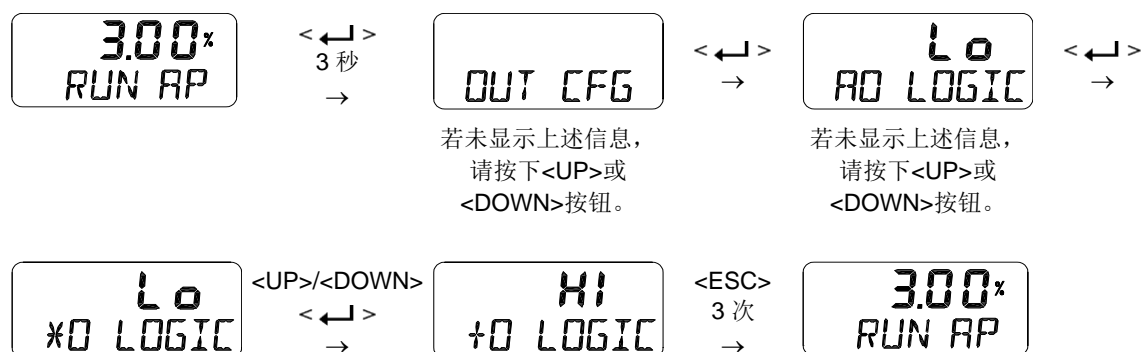 3.00%
RUN AP
< ↵ >
3 秒
→
OUT CFG
若未显示上述信息,
请按下<UP>或
<DOWN>按钮。
< ↵ >
→
Lo
AO LOGIC
若未显示上述信息,
请按下<UP>或
<DOWN>按钮。
< ↵ >
→
Lo
*O LOGIC
<UP>/<DOWN>
< ↵ >
→
HI
+O LOGIC
<ESC>
3 次
→
3.00%
RUN AP